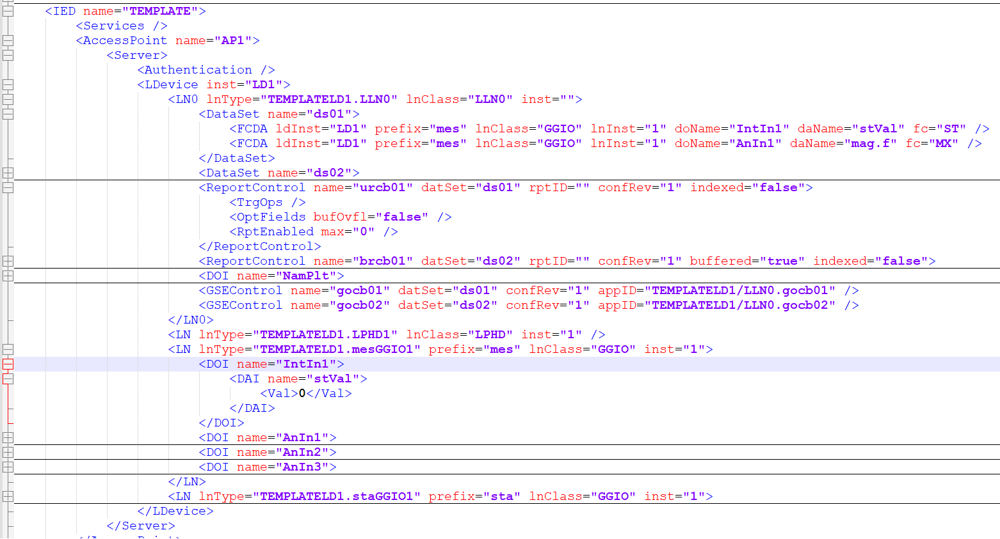 <IED name="TEMPLATE">
<Services />
<AccessPoint name="AP1">
<Server>
<Authentication />
<LDevice inst="LD1">
<LN0 lnType="TEMPLATELD1.LLN0" lnClass="LLN0" inst="">
<DataSet name="ds01">
<FCDA ldInst="LD1" prefix="mes" lnClass="GGIO" lnInst="1" doName="IntIn1" daName="stVal" fc="ST" />
<FCDA ldInst="LD1" prefix="mes" lnClass="GGIO" lnInst="1" doName="AnIn1" daName="mag.f" fc="MX" />
</DataSet>
<DataSet name="ds02">
<ReportControl name="urcb01" datSet="ds01" rptID="" confRev="1" indexed="false">
<TrgOps />
<OptFields bufOvfl="false" />
<RptEnabled max="0" />
</ReportControl>
<ReportControl name="brcb01" datSet="ds02" rptID="" confRev="1" buffered="true" indexed="false">
<DOI name="NamPlt">
<GSEControl name="gocb01" datSet="ds01" confRev="1" appID="TEMPLATELD1/LLN0.gocb01" />
<GSEControl name="gocb02" datSet="ds02" confRev="1" appID="TEMPLATELD1/LLN0.gocb02" />
</LN0>
<LN lnType="TEMPLATELD1.LPHD1" lnClass="LPHD" inst="1" />
<LN lnType="TEMPLATELD1.mesGGIO1" prefix="mes" lnClass="GGIO" inst="1">
<DOI name="IntIn1">
<DAI name="stVal">
<Val>0</Val>
</DAI>
</DOI>
<DOI name="AnIn1">
<DOI name="AnIn2">
<DOI name="AnIn3">
</LN>
<LN lnType="TEMPLATELD1.staGGIO1" prefix="sta" lnClass="GGIO" inst="1">
</LDevice>
</Server>